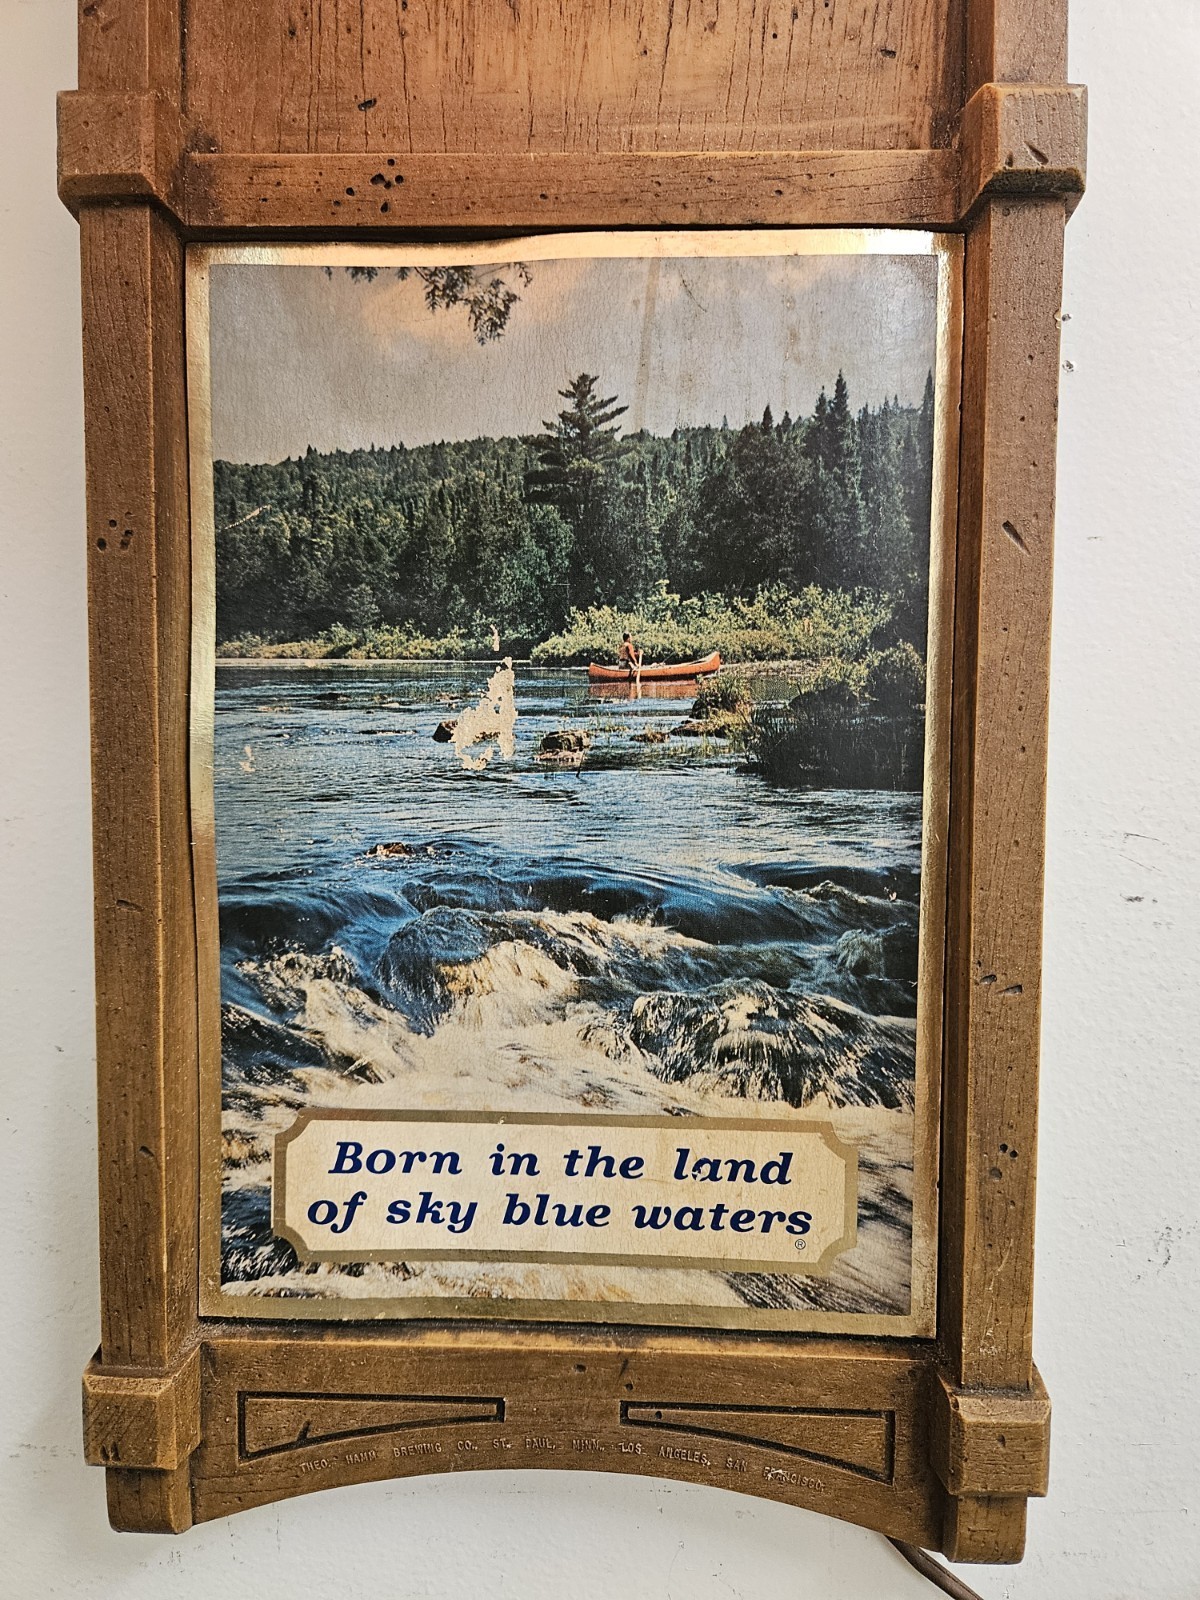 Born in the land
of sky blue waters
®
THEO. HAMM BREWING CO., ST. PAUL, MINN., LOS ANGELES, SAN FRANCISCO